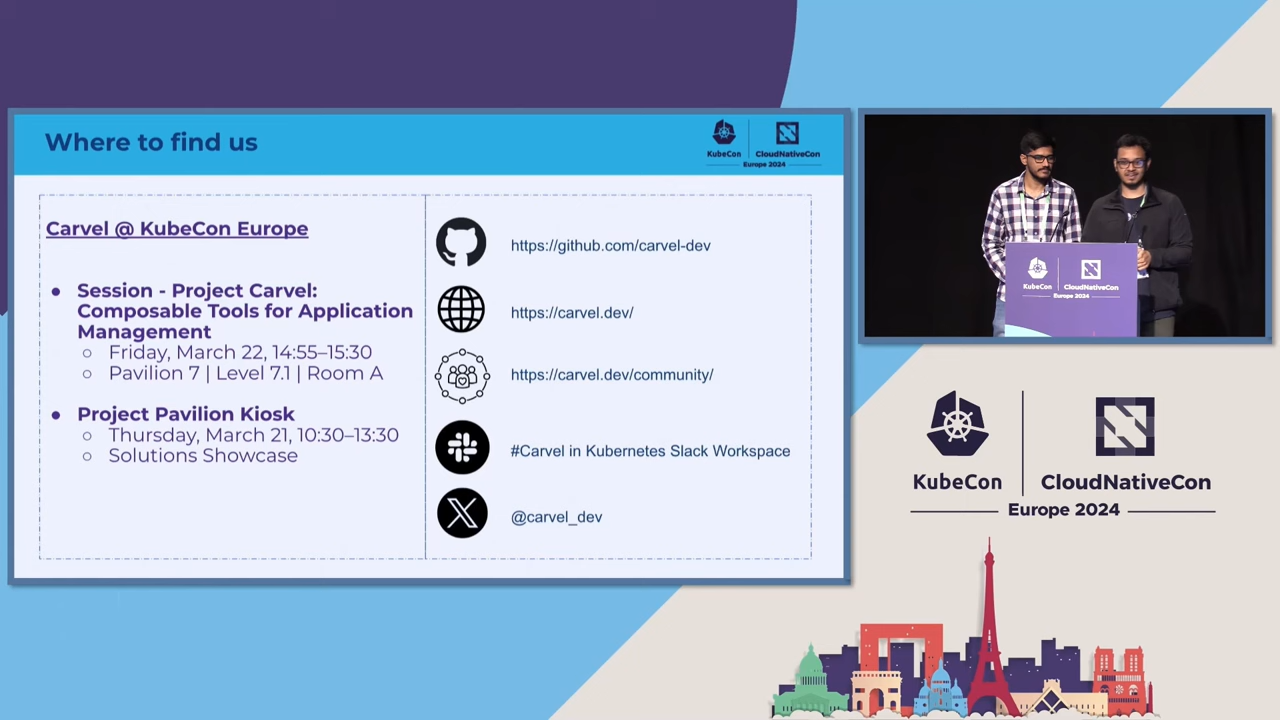 Where to find us
KubeCon
CloudNativeCon
Europe 2024
Carvel @ KubeCon Europe
Session - Project Carvel:
Composable Tools for Application
Management
Friday, March 22, 14:55–15:30
Pavilion 7 | Level 7.1 | Room A
Project Pavilion Kiosk
Thursday, March 21, 10:30–13:30
Solutions Showcase
https://github.com/carvel-dev
https://carvel.dev/
https://carvel.dev/community/
#Carvel in Kubernetes Slack Workspace
@carvel_dev
KubeCon
CloudNativeCon
Europe 2024
KubeCon
CloudNativeCon
Europe 2024